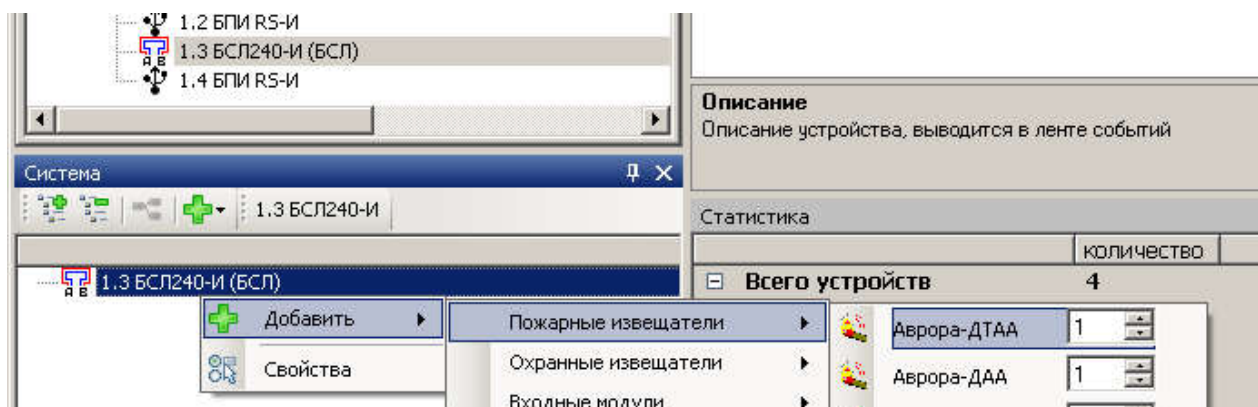 1.2 БПИ RS-И
1.3 БСЛ240-И (БСЛ)
1.4 БПИ RS-И
Описание
Описание устройства, выводится в ленте событий
Система
1.3 БСЛ240-И
Статистика
количество
1.3 БСЛ240-И (БСЛ)
Всего устройств 4
Добавить
Пожарные извещатели
Аврора-ДТАА 1
Свойства
Охранные извещатели
Аврора-ДАА 1
Входные модули